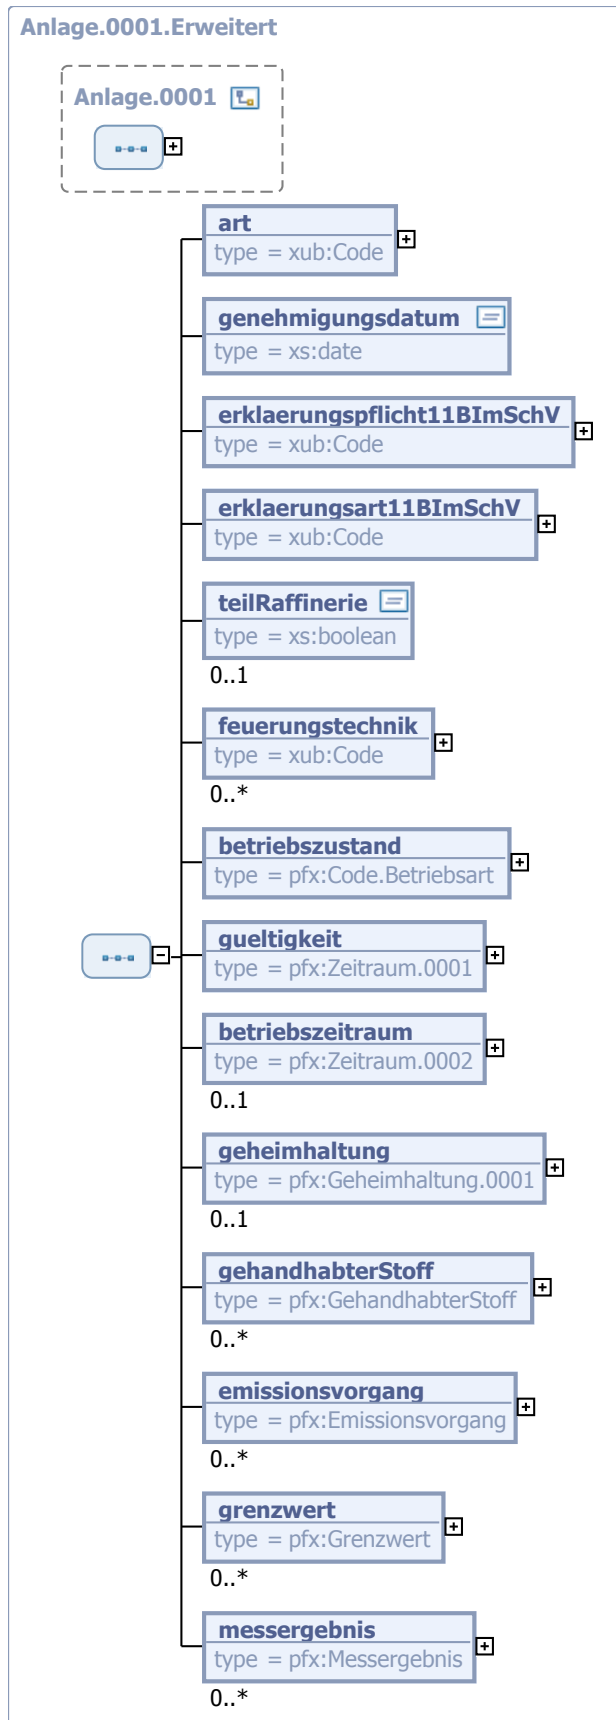 Anlage.0001.Erweitert
Anlage.0001
art
type = xub:Code
genehmigungsdatum
type = xs:date
erklaerungspflicht11BImSchV
type = xub:Code
erklaerungsart11BImSchV
type = xub:Code
teilRaffinerie
type = xs:boolean
0..1
feuerungstechnik
type = xub:Code
0..*
betriebszustand
type = pfx:Code.Betriebsart
gueltigkeit
type = pfx:Zeitraum.0001
betriebszeitraum
type = pfx:Zeitraum.0002
0..1
geheimhaltung
type = pfx:Geheimhaltung.0001
0..1
gehandhabterStoff
type = pfx:GehandhabterStoff
0..*
emissionsvorgang
type = pfx:Emissionsvorgang
0..*
grenzwert
type = pfx:Grenzwert
0..*
messergebnis
type = pfx:Messergebnis
0..*